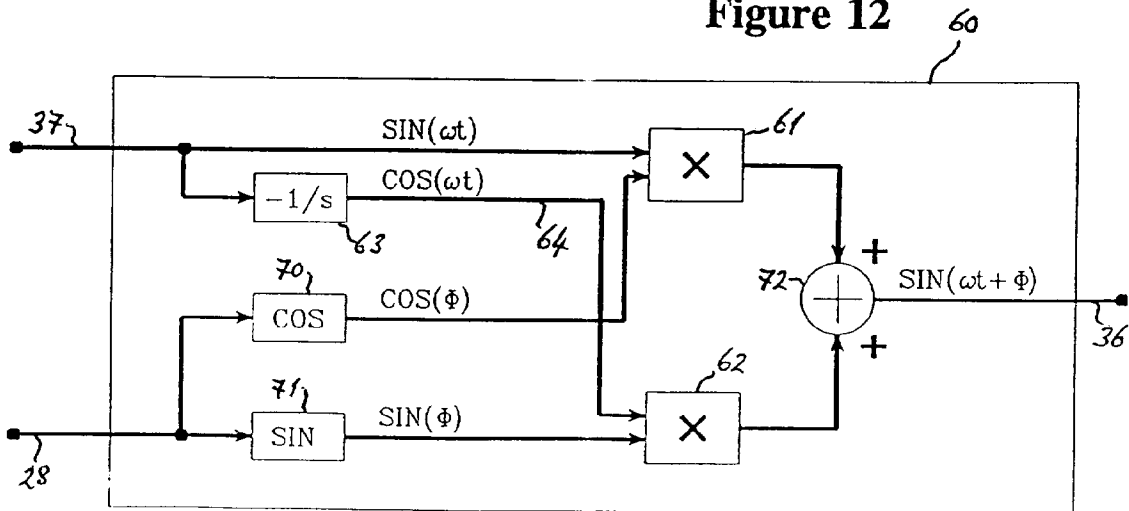 Figure 12
60
37
SIN(ωt)
61
×
-1/s
COS(ωt)
63
64
70
COS
COS(Φ)
72
+
SIN(ωt+Φ)
36
+
62
71
SIN
SIN(Φ)
×
28